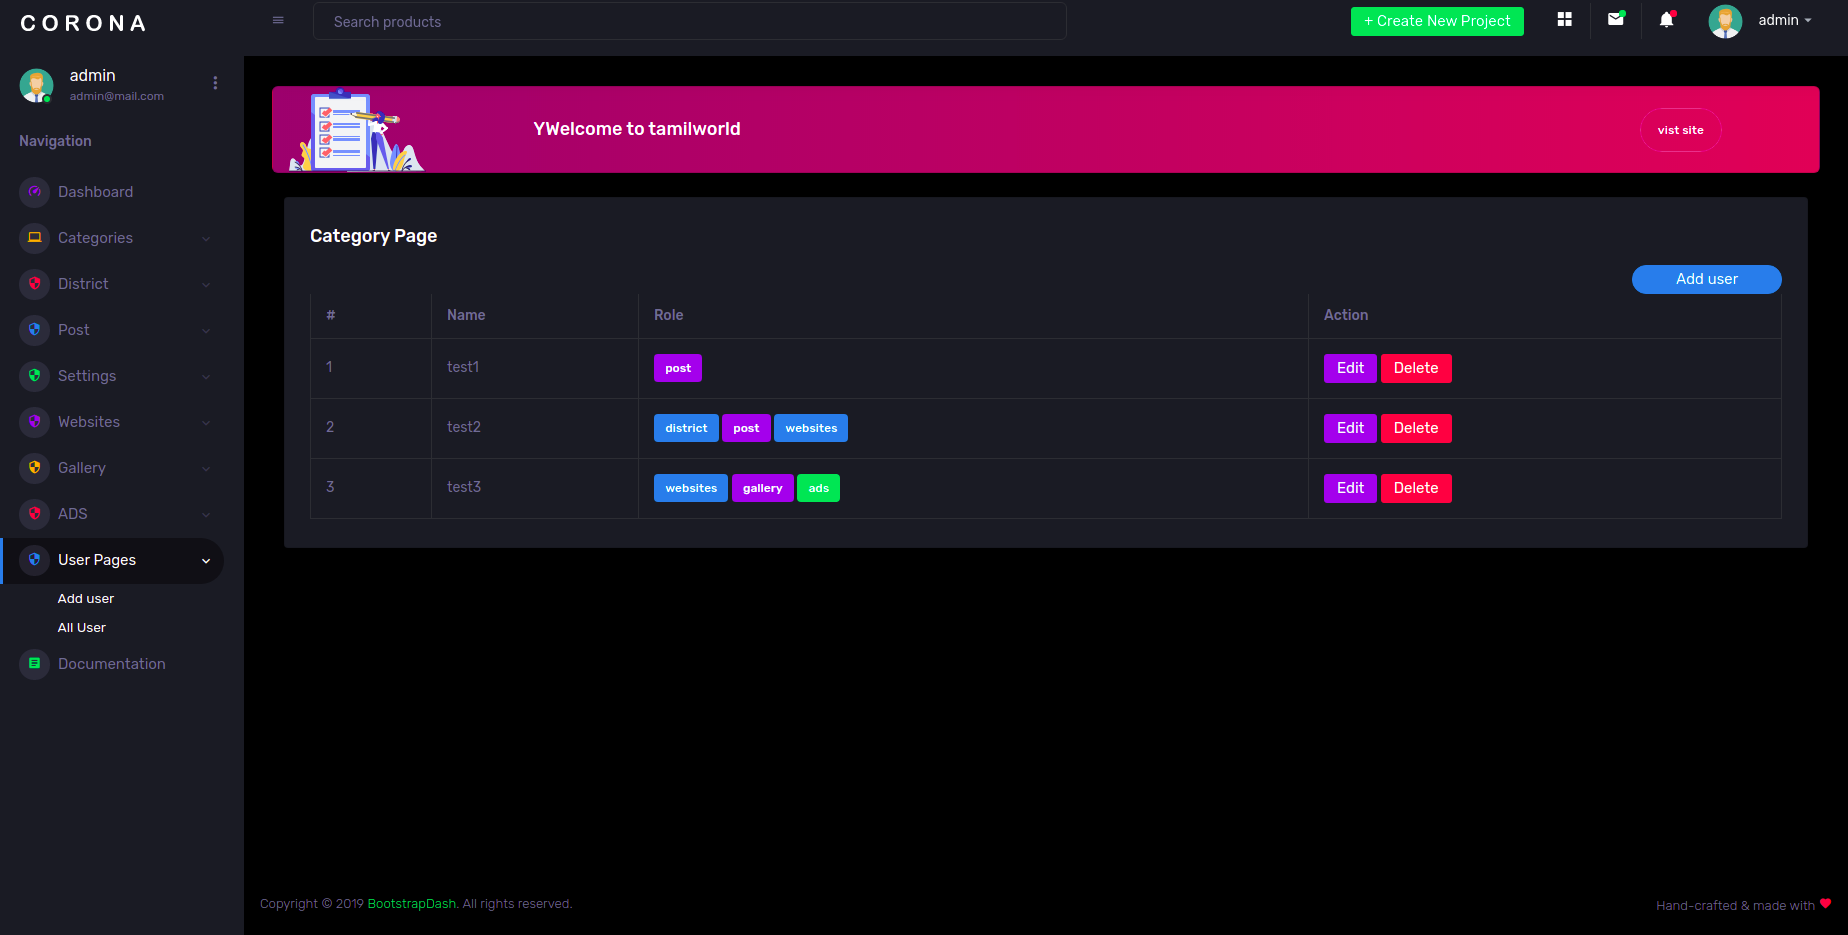 CORONA
Search products
+ Create New Project
admin
admin
admin@mail.com
Navigation
Dashboard
Categories
District
Post
Settings
Websites
Gallery
ADS
User Pages
Add user
All User
Documentation
YWelcome to tamilworld
vist site
Category Page
Add user
# Name Role Action
1 test1 post Edit Delete
2 test2 district post websites Edit Delete
3 test3 websites gallery ads Edit Delete
Copyright © 2019 BootstrapDash. All rights reserved.
Hand-crafted & made with